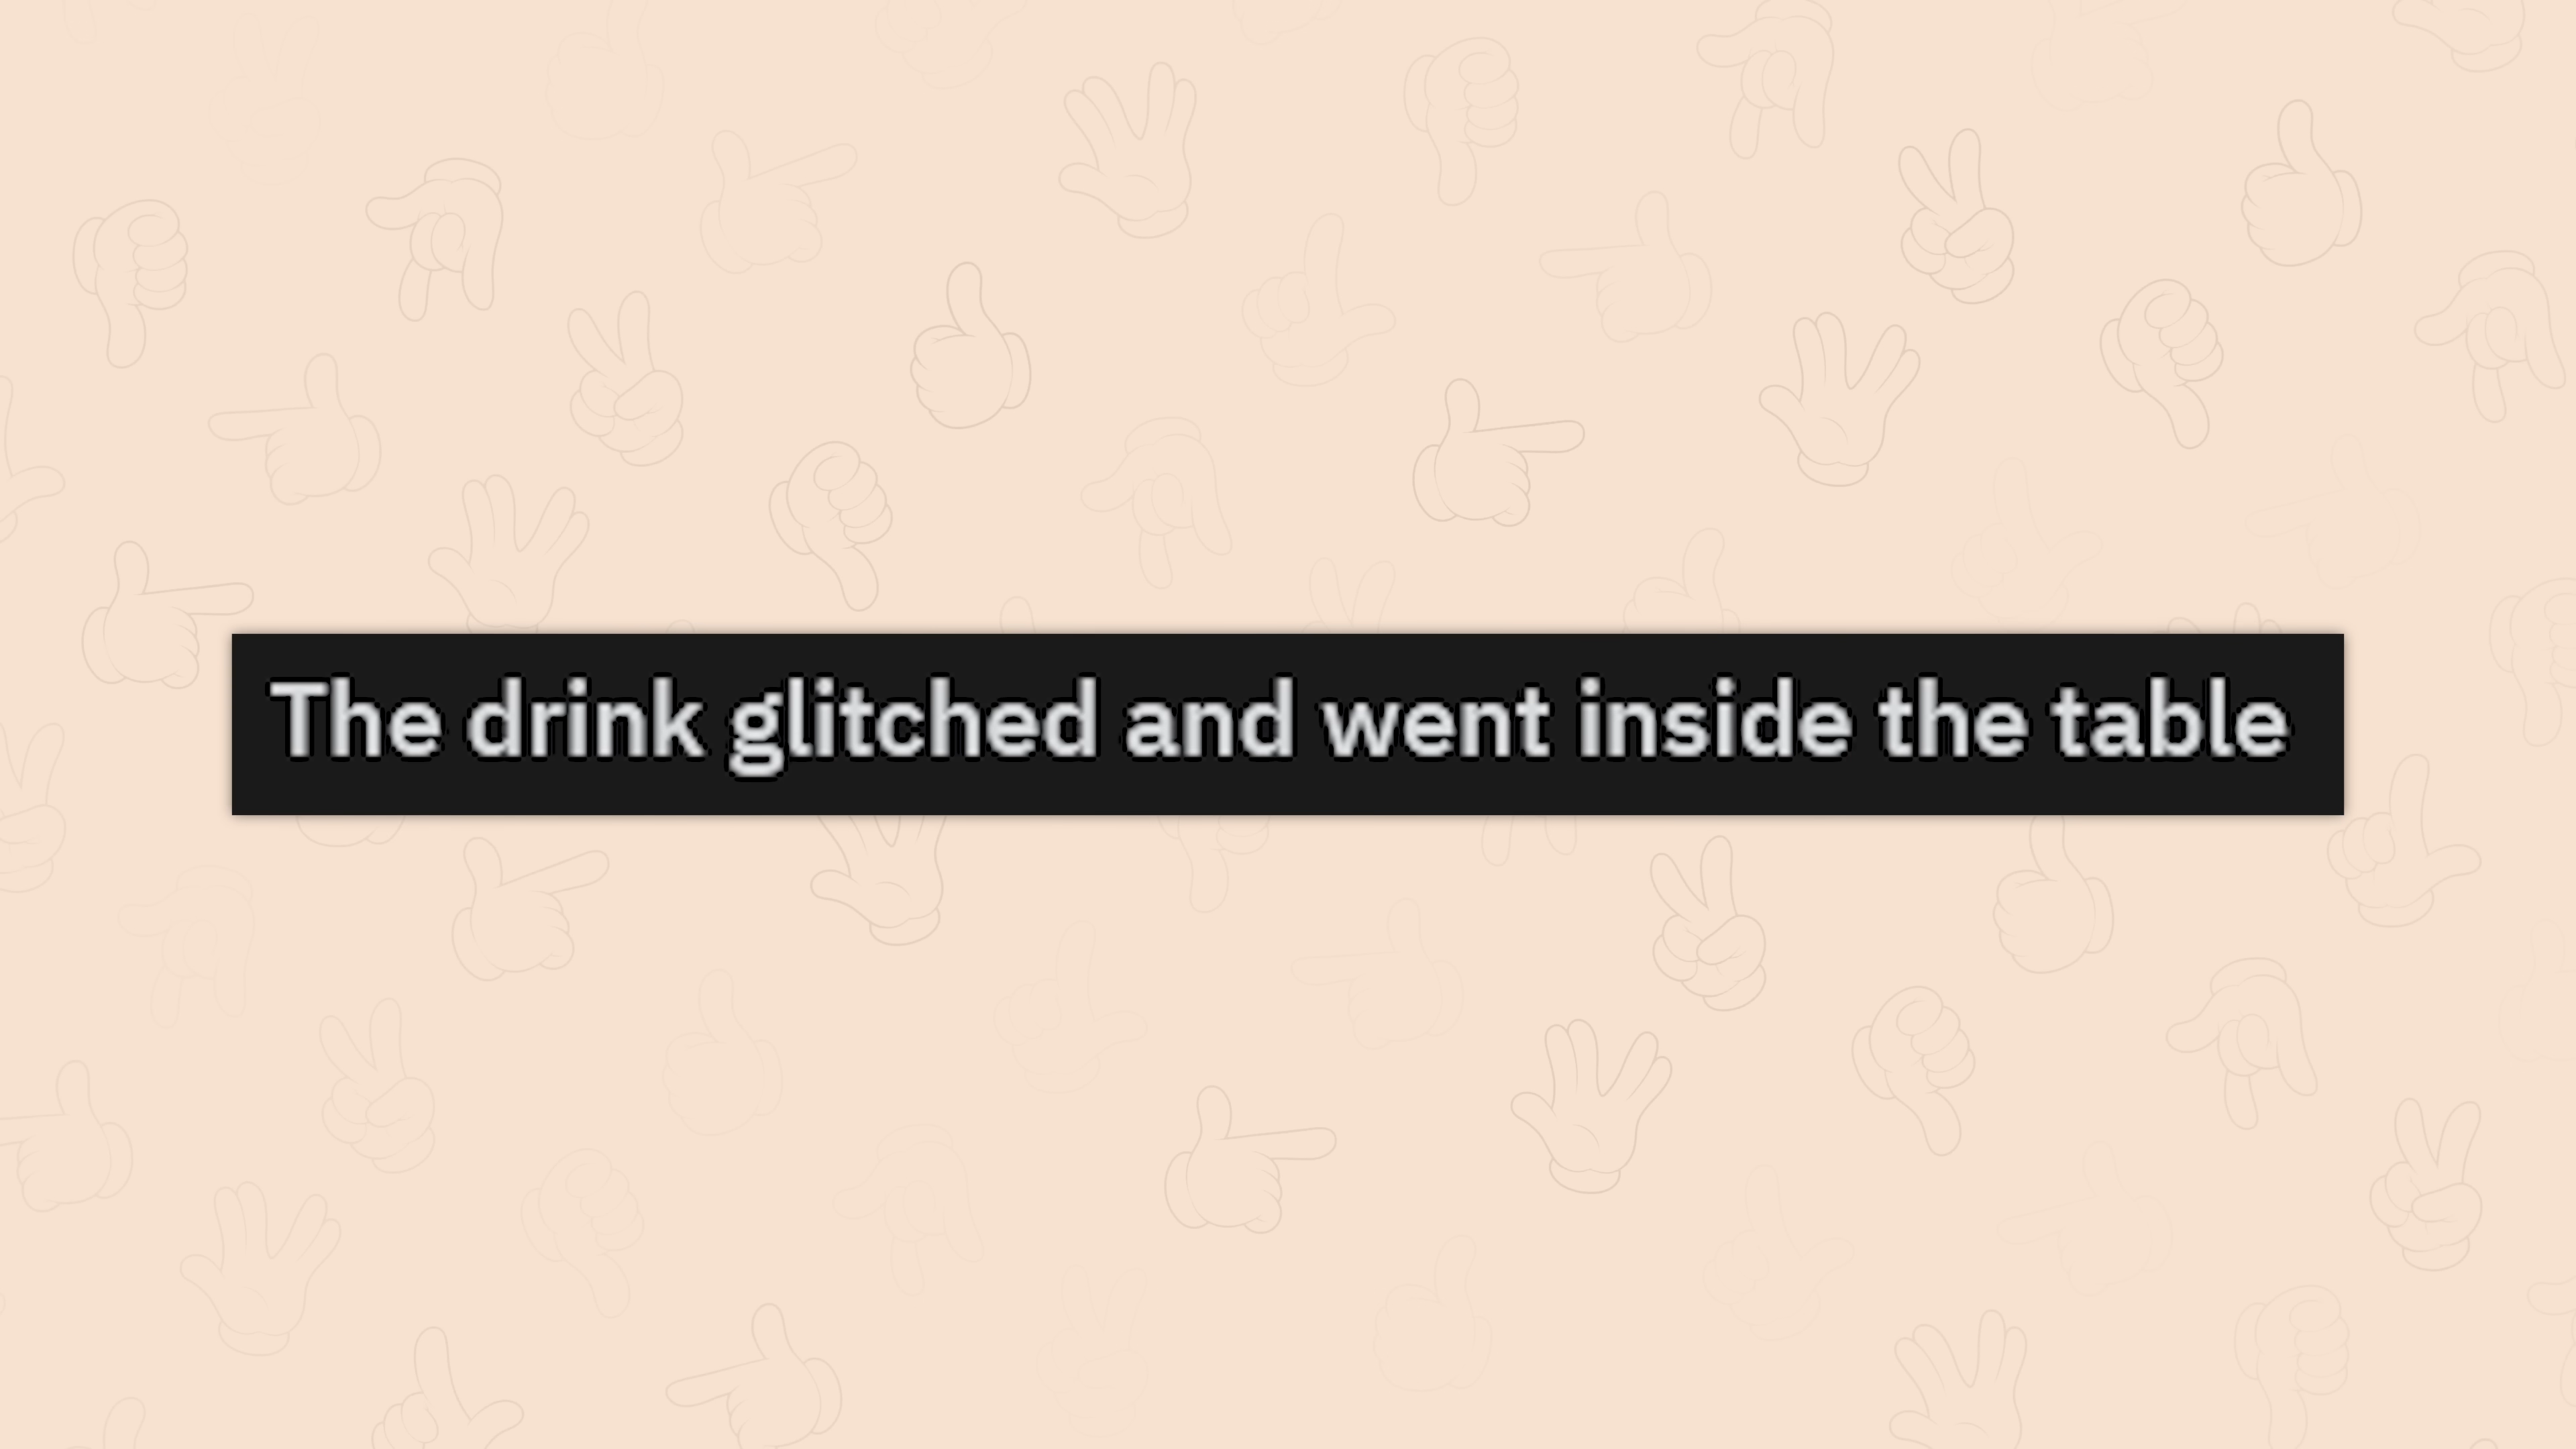 The drink glitched and went inside the table